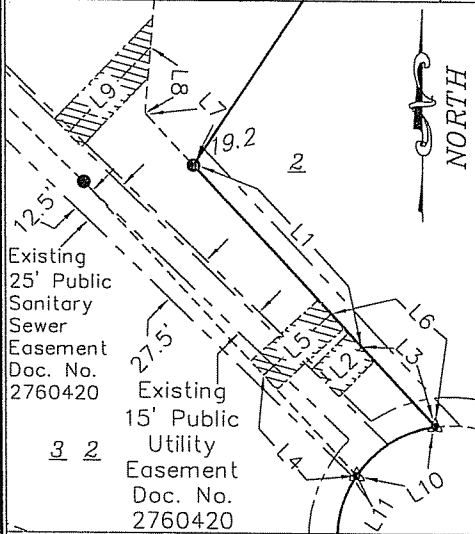 L9
L8
L7
19.2
2
NORTH
12.5'
L1
Existing
25' Public
Sanitary
Sewer
Easement
Doc. No.
2760420
27.5'
L5
L2
L6
L3
Existing
15' Public
Utility
Easement
Doc. No.
2760420
3 2
L4
L10
L11